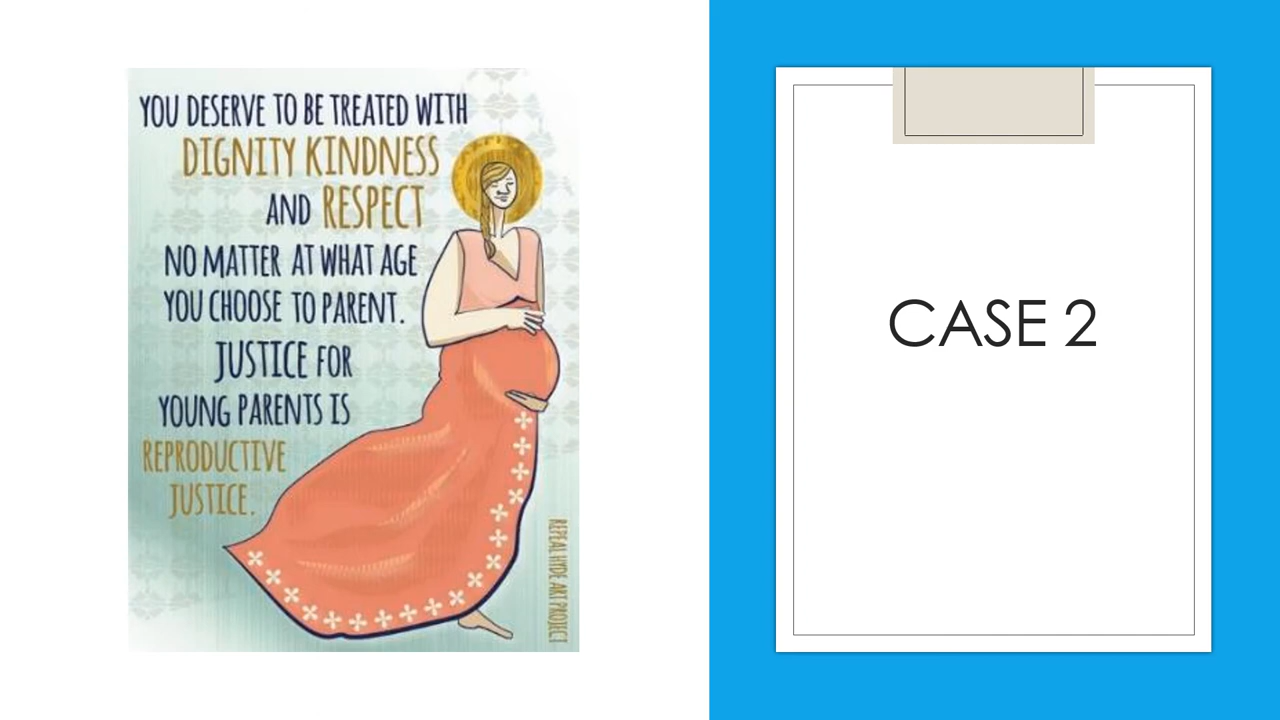 YOU DESERVE TO BE TREATED WITH
DIGNITY KINDNESS
AND RESPECT
NO MATTER AT WHAT AGE
YOU CHOOSE TO PARENT.
JUSTICE FOR
YOUNG PARENTS IS
REPRODUCTIVE
JUSTICE.
REPEAL HYDE ART PROJECT
CASE 2